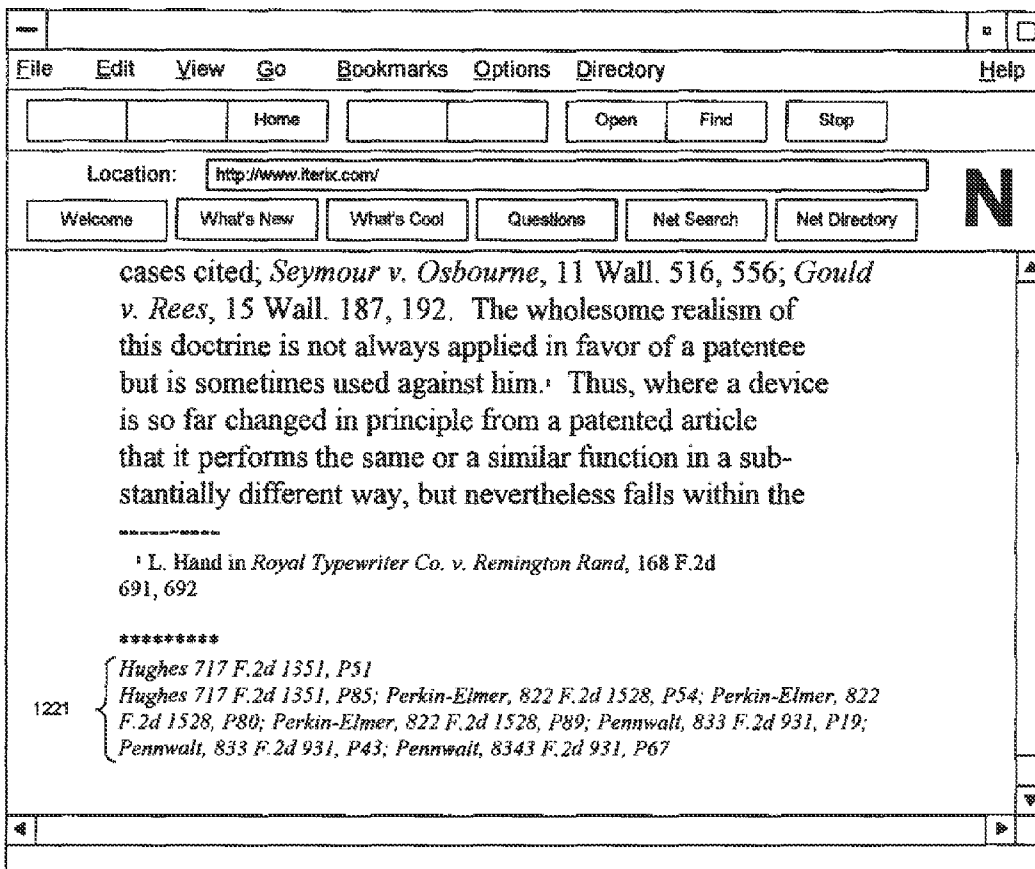 File Edit View Go Bookmarks Options Directory Help
Home Open Find Stop
Location: http://www.iterix.com/
N
Welcome What's New What's Cool Questions Net Search Net Directory
cases cited; Seymour v. Osbourne, 11 Wall. 516, 556; Gould
v. Rees, 15 Wall. 187, 192. The wholesome realism of
this doctrine is not always applied in favor of a patentee
but is sometimes used against him.¹ Thus, where a device
is so far changed in principle from a patented article
that it performs the same or a similar function in a sub-
stantially different way, but nevertheless falls within the
¹ L. Hand in Royal Typewriter Co. v. Remington Rand, 168 F.2d
691, 692
*********
Hughes 717 F.2d 1351, P51
1221 Hughes 717 F.2d 1351, P85; Perkin-Elmer, 822 F.2d 1528, P54; Perkin-Elmer, 822
F.2d 1528, P80; Perkin-Elmer, 822 F.2d 1528, P89; Pennwalt, 833 F.2d 931, P19;
Pennwalt, 833 F.2d 931, P43; Pennwait, 8343 F.2d 931, P67